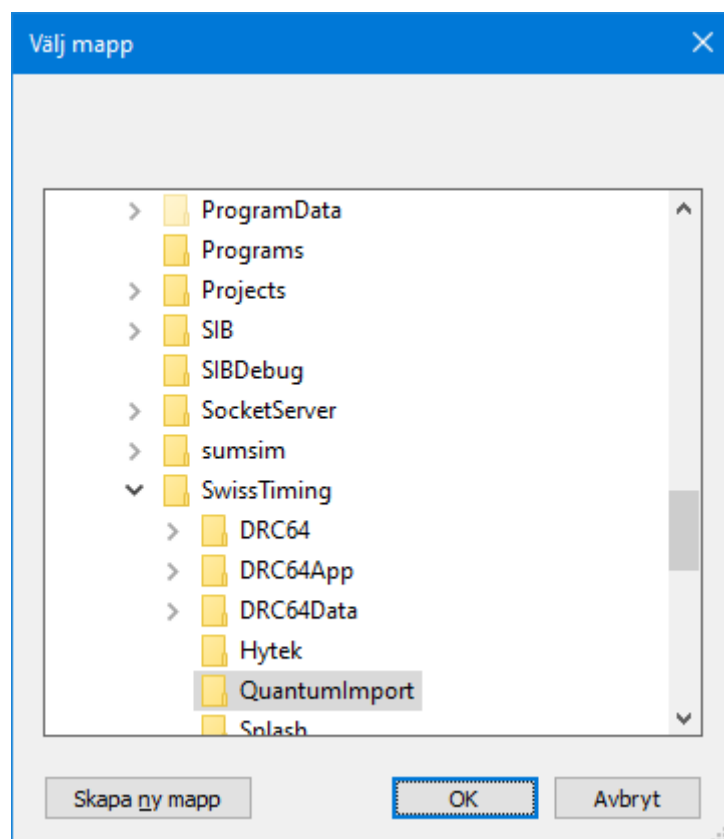 Välj mapp
ProgramData
Programs
Projects
SIB
SIBDebug
SocketServer
sumsim
SwissTiming
DRC64
DRC64App
DRC64Data
Hytek
QuantumImport
Splash
Skapa ny mapp OK Avbryt